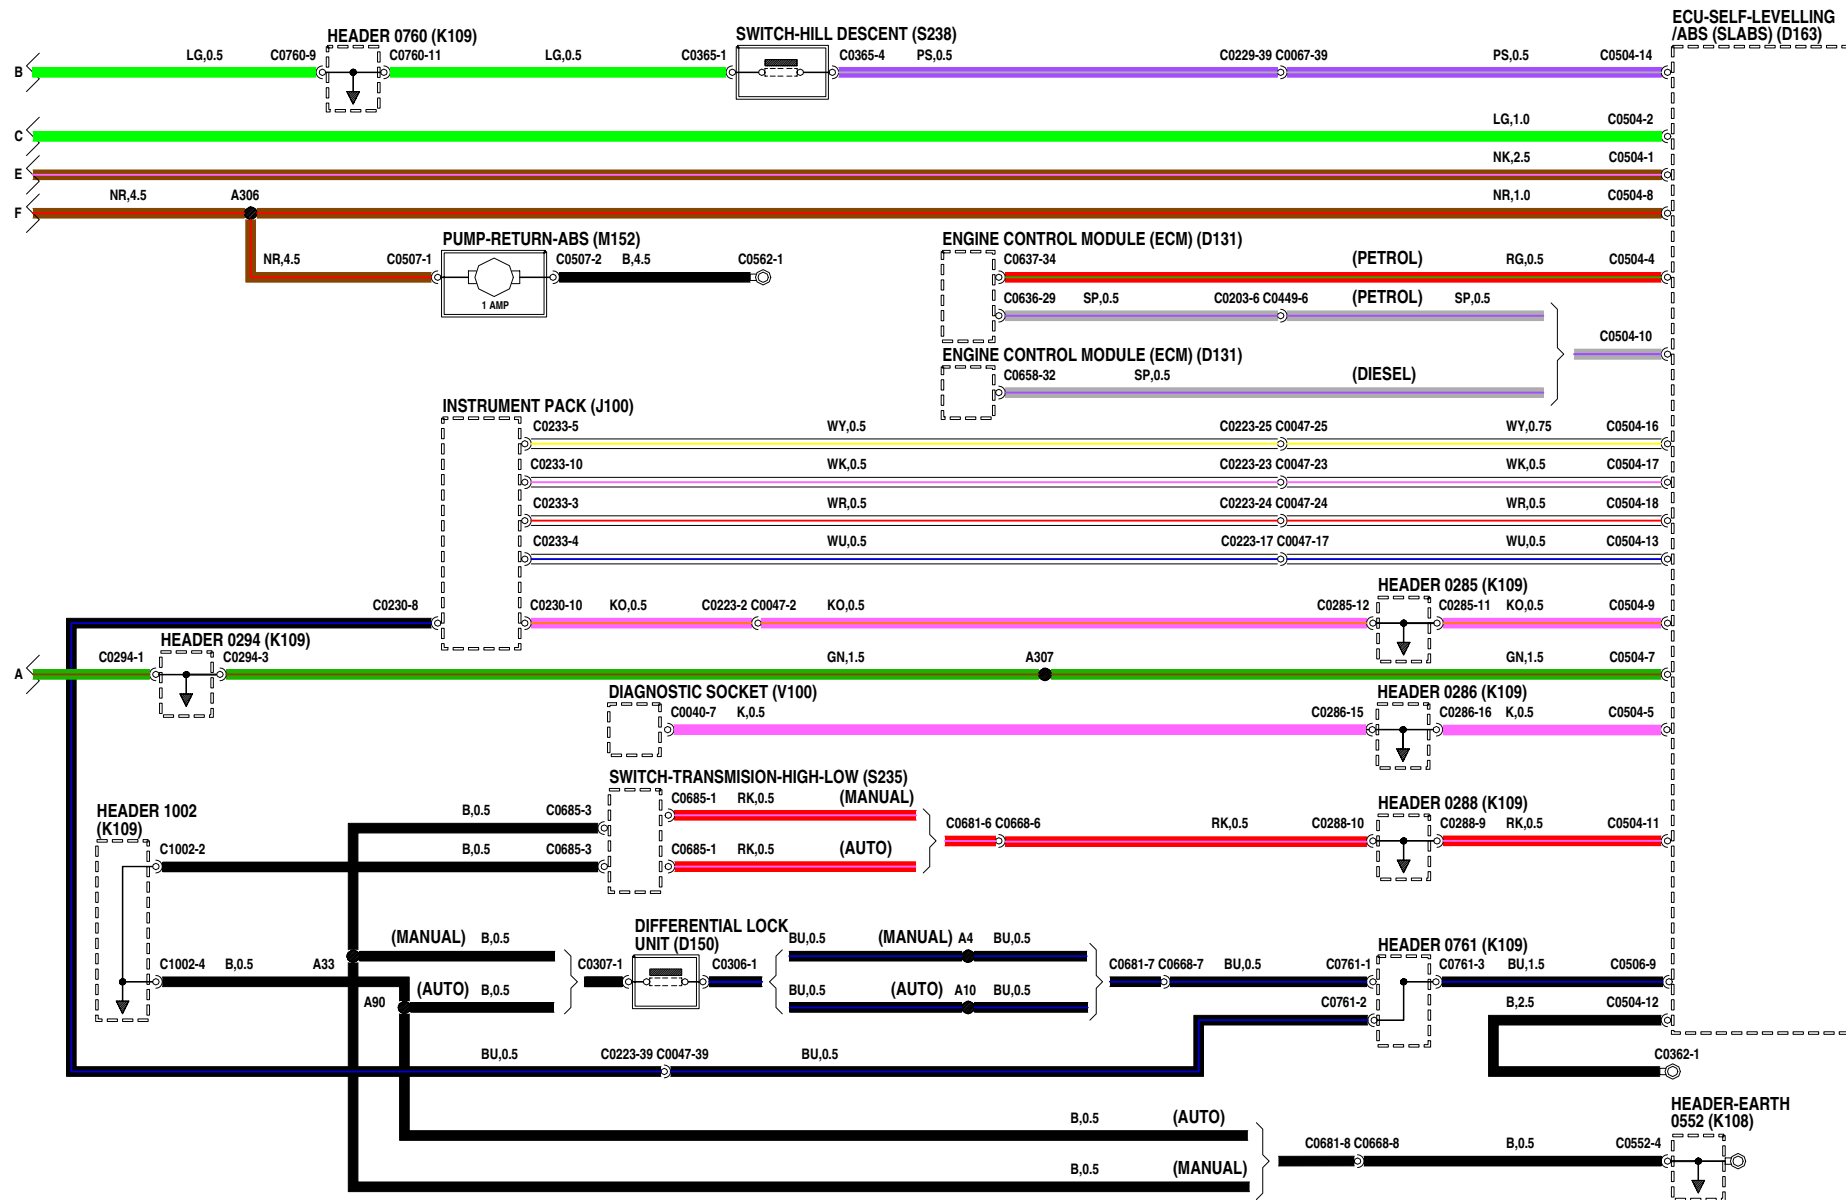 ECU-SELF-LEVELLING
/ABS (SLABS) (D163)
HEADER 0760 (K109)
SWITCH-HILL DESCENT (S238)
B LG,0.5 C0760-9 C0760-11 LG,0.5 C0365-1 C0365-4 PS,0.5 C0229-39 C0067-39 PS,0.5 C0504-14
C LG,1.0 C0504-2
E NK,2.5 C0504-1
F NR,4.5 A306 NR,1.0 C0504-8
PUMP-RETURN-ABS (M152)
NR,4.5 C0507-1 C0507-2 B,4.5 C0562-1
1 AMP
ENGINE CONTROL MODULE (ECM) (D131)
C0637-34 (PETROL) RG,0.5 C0504-4
C0636-29 SP,0.5 C0203-6 C0449-6 (PETROL) SP,0.5
C0504-10
ENGINE CONTROL MODULE (ECM) (D131)
C0658-32 SP,0.5 (DIESEL)
INSTRUMENT PACK (J100)
C0233-5 WY,0.5 C0223-25 C0047-25 WY,0.75 C0504-16
C0233-10 WK,0.5 C0223-23 C0047-23 WK,0.5 C0504-17
C0233-3 WR,0.5 C0223-24 C0047-24 WR,0.5 C0504-18
C0233-4 WU,0.5 C0223-17 C0047-17 WU,0.5 C0504-13
HEADER 0285 (K109)
C0230-8 C0230-10 KO,0.5 C0223-2 C0047-2 KO,0.5 C0285-12 C0285-11 KO,0.5 C0504-9
HEADER 0294 (K109)
A C0294-1 C0294-3 GN,1.5 A307 GN,1.5 C0504-7
DIAGNOSTIC SOCKET (V100)
HEADER 0286 (K109)
C0040-7 K,0.5 C0286-15 C0286-16 K,0.5 C0504-5
SWITCH-TRANSMISION-HIGH-LOW (S235)
C0685-1 RK,0.5 (MANUAL)
HEADER 1002
(K109)
B,0.5 C0685-3
HEADER 0288 (K109)
C0681-6 C0668-6 RK,0.5 C0288-10 C0288-9 RK,0.5 C0504-11
C1002-2 B,0.5 C0685-3 C0685-1 RK,0.5 (AUTO)
DIFFERENTIAL LOCK
UNIT (D150)
(MANUAL) B,0.5 BU,0.5 (MANUAL) A4 BU,0.5
HEADER 0761 (K109)
C1002-4 B,0.5 A33 C0307-1 C0306-1 C0681-7 C0668-7 BU,0.5 C0761-1 C0761-3 BU,1.5 C0506-9
A90 (AUTO) B,0.5 BU,0.5 (AUTO) A10 BU,0.5
C0761-2 B,2.5 C0504-12
BU,0.5 C0223-39 C0047-39 BU,0.5 C0362-1
HEADER-EARTH
0552 (K108)
B,0.5 (AUTO)
C0681-8 C0668-8 B,0.5 C0552-4
B,0.5 (MANUAL)